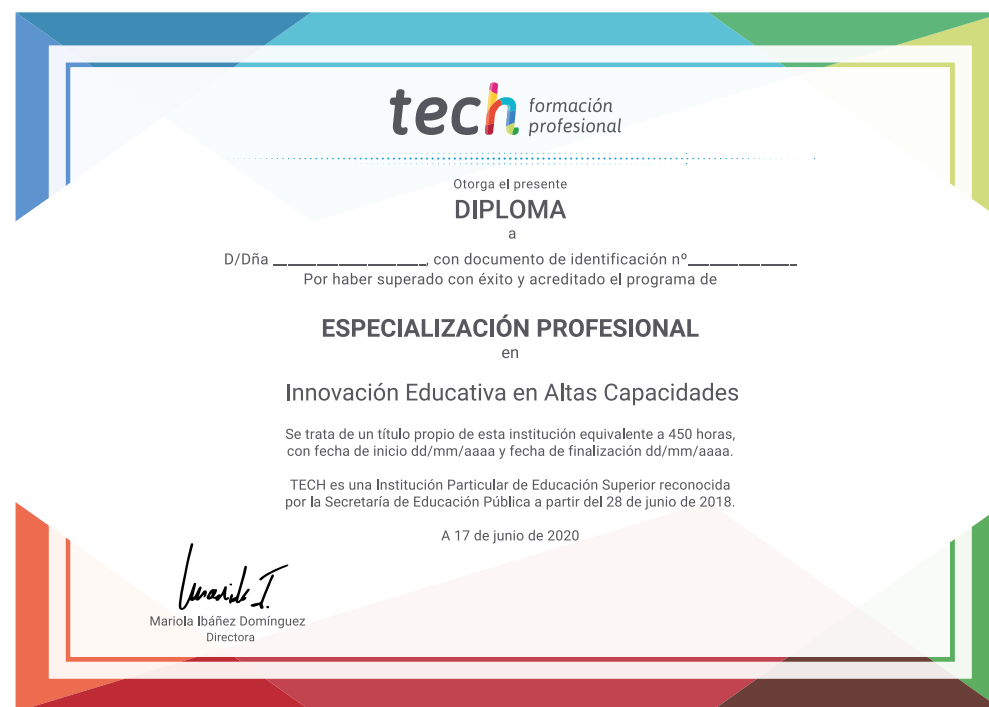 tech formación
profesional
Otorga el presente
DIPLOMA
a
D/Dña ____________________, con documento de identificación nº______________
Por haber superado con éxito y acreditado el programa de
ESPECIALIZACIÓN PROFESIONAL
en
Innovación Educativa en Altas Capacidades
Se trata de un título propio de esta institución equivalente a 450 horas,
con fecha de inicio dd/mm/aaaa y fecha de finalización dd/mm/aaaa.
TECH es una Institución Particular de Educación Superior reconocida
por la Secretaría de Educación Pública a partir del 28 de junio de 2018.
A 17 de junio de 2020
Mariola Ibáñez Domínguez
Directora